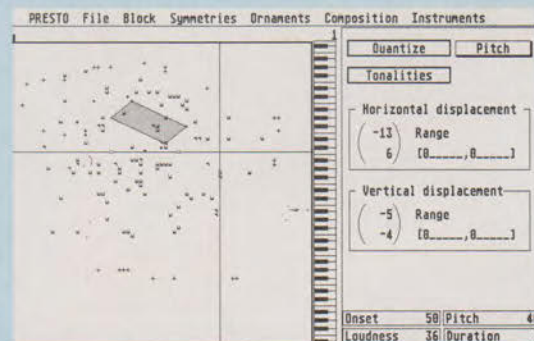 PRESTO File Block Symmetries Ornaments Composition Instruments
1
Quantize Pitch
Tonalities
Horizontal displacement
(-13 6) Range
[0_____,0_____]
Vertical displacement
(-5 -4) Range
[0_____,0_____]
Onset 50 Pitch 4
Loudness 36 Duration